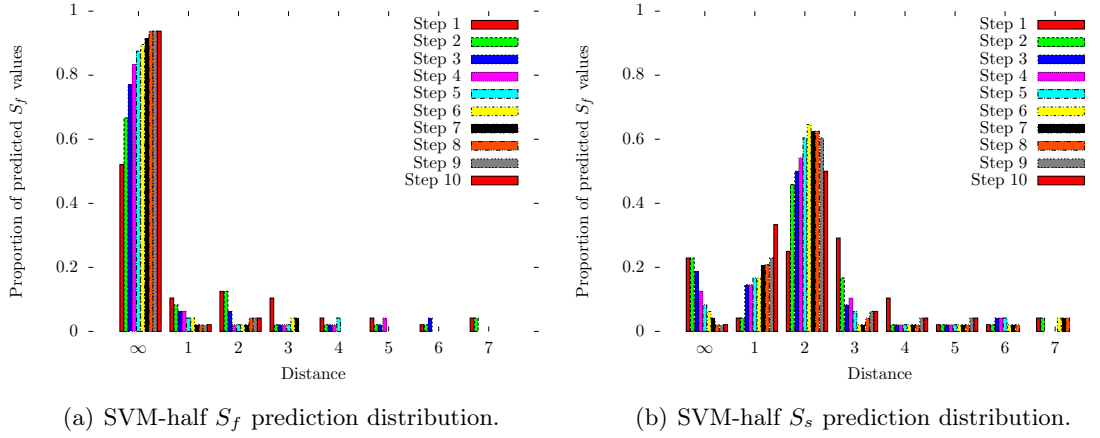 Proportion of predicted S_f values
1
0.8
0.6
0.4
0.2
0
∞ 1 2 3 4 5 6 7
Distance
Step 1
Step 2
Step 3
Step 4
Step 5
Step 6
Step 7
Step 8
Step 9
Step 10
(a) SVM-half S_f prediction distribution.
Proportion of predicted S_f values
1
0.8
0.6
0.4
0.2
0
∞ 1 2 3 4 5 6 7
Distance
Step 1
Step 2
Step 3
Step 4
Step 5
Step 6
Step 7
Step 8
Step 9
Step 10
(b) SVM-half S_s prediction distribution.